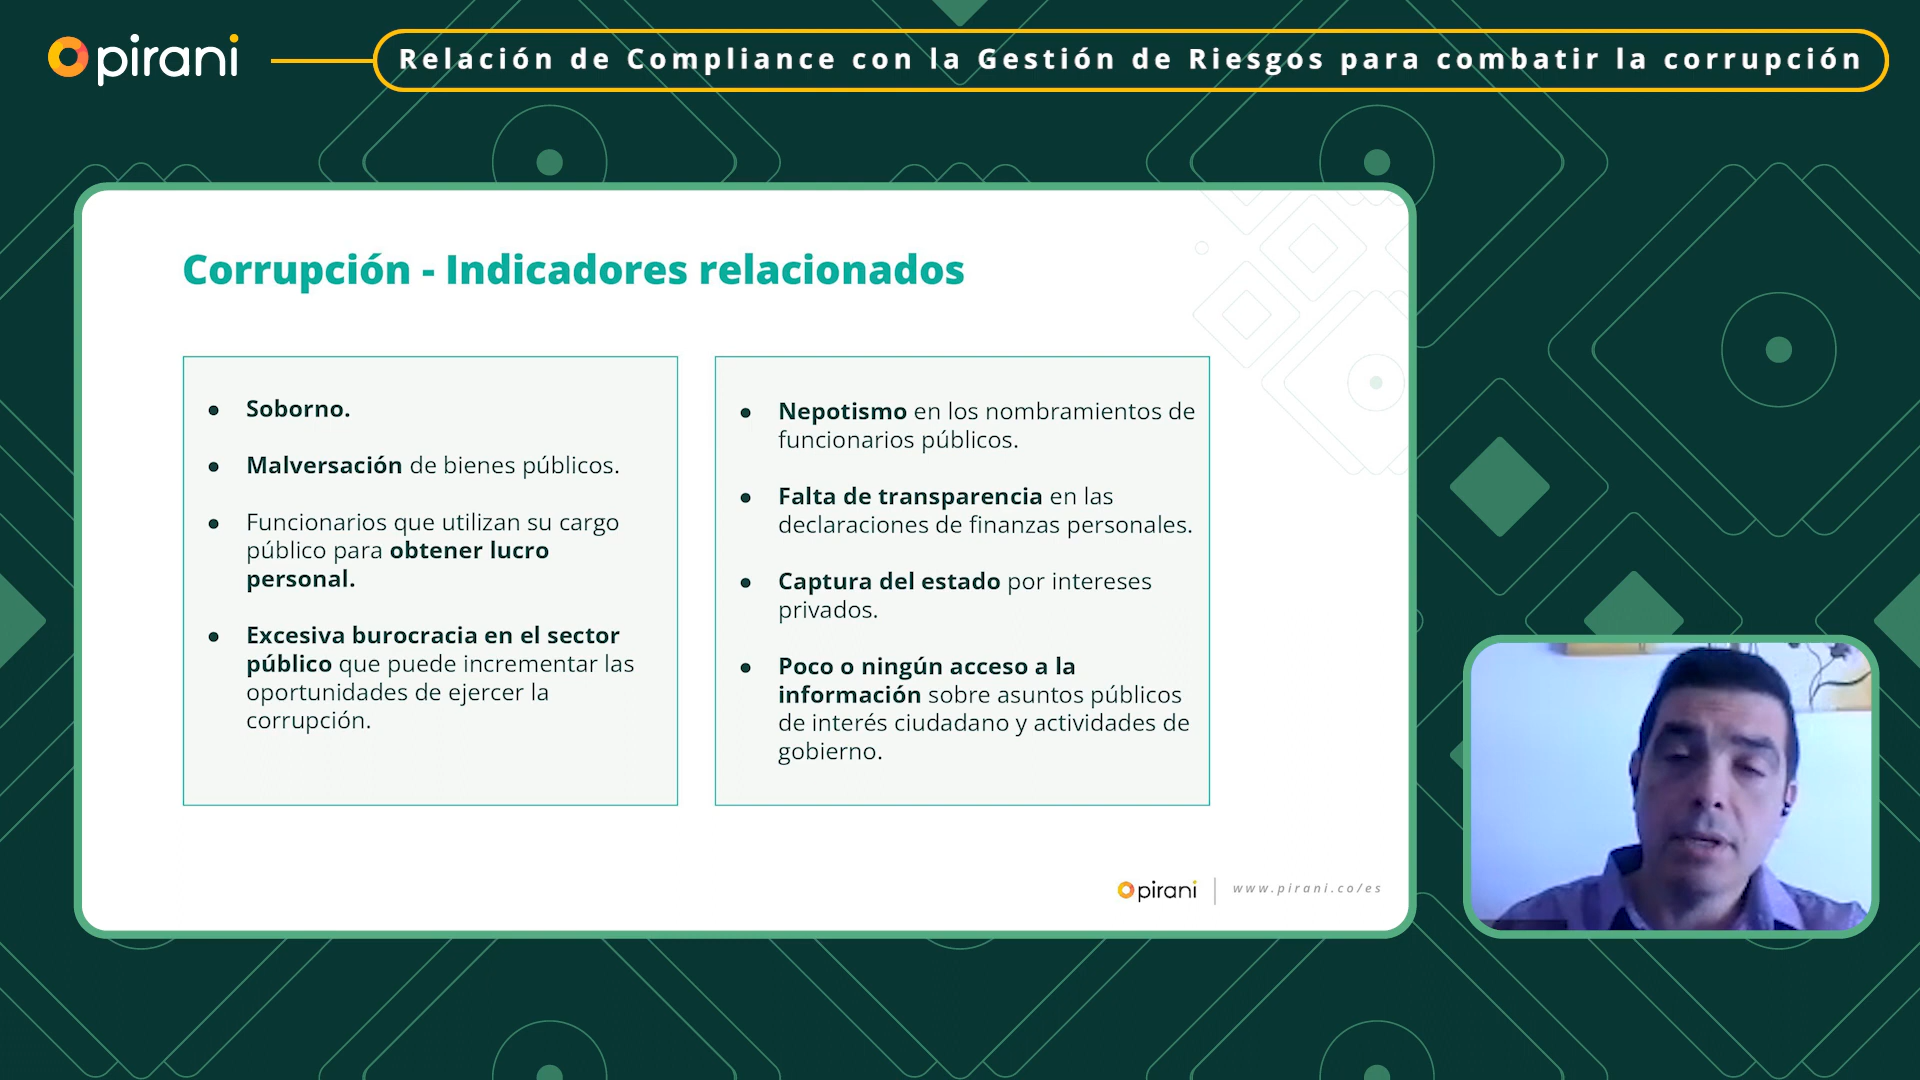 pirani
Relación de Compliance con la Gestión de Riesgos para combatir la corrupción
Corrupción - Indicadores relacionados
● Soborno.
● Malversación de bienes públicos.
● Funcionarios que utilizan su cargo
público para obtener lucro
personal.
● Excesiva burocracia en el sector
público que puede incrementar las
oportunidades de ejercer la
corrupción.
● Nepotismo en los nombramientos de
funcionarios públicos.
● Falta de transparencia en las
declaraciones de finanzas personales.
● Captura del estado por intereses
privados.
● Poco o ningún acceso a la
información sobre asuntos públicos
de interés ciudadano y actividades de
gobierno.
pirani
www.pirani.co/es